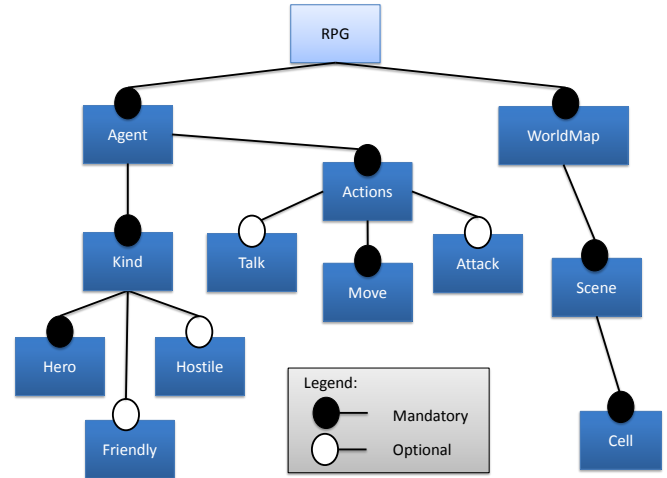 RPG
Agent
WorldMap
Actions
Kind
Talk
Move
Attack
Scene
Hero
Hostile
Friendly
Cell
Legend:
Mandatory
Optional